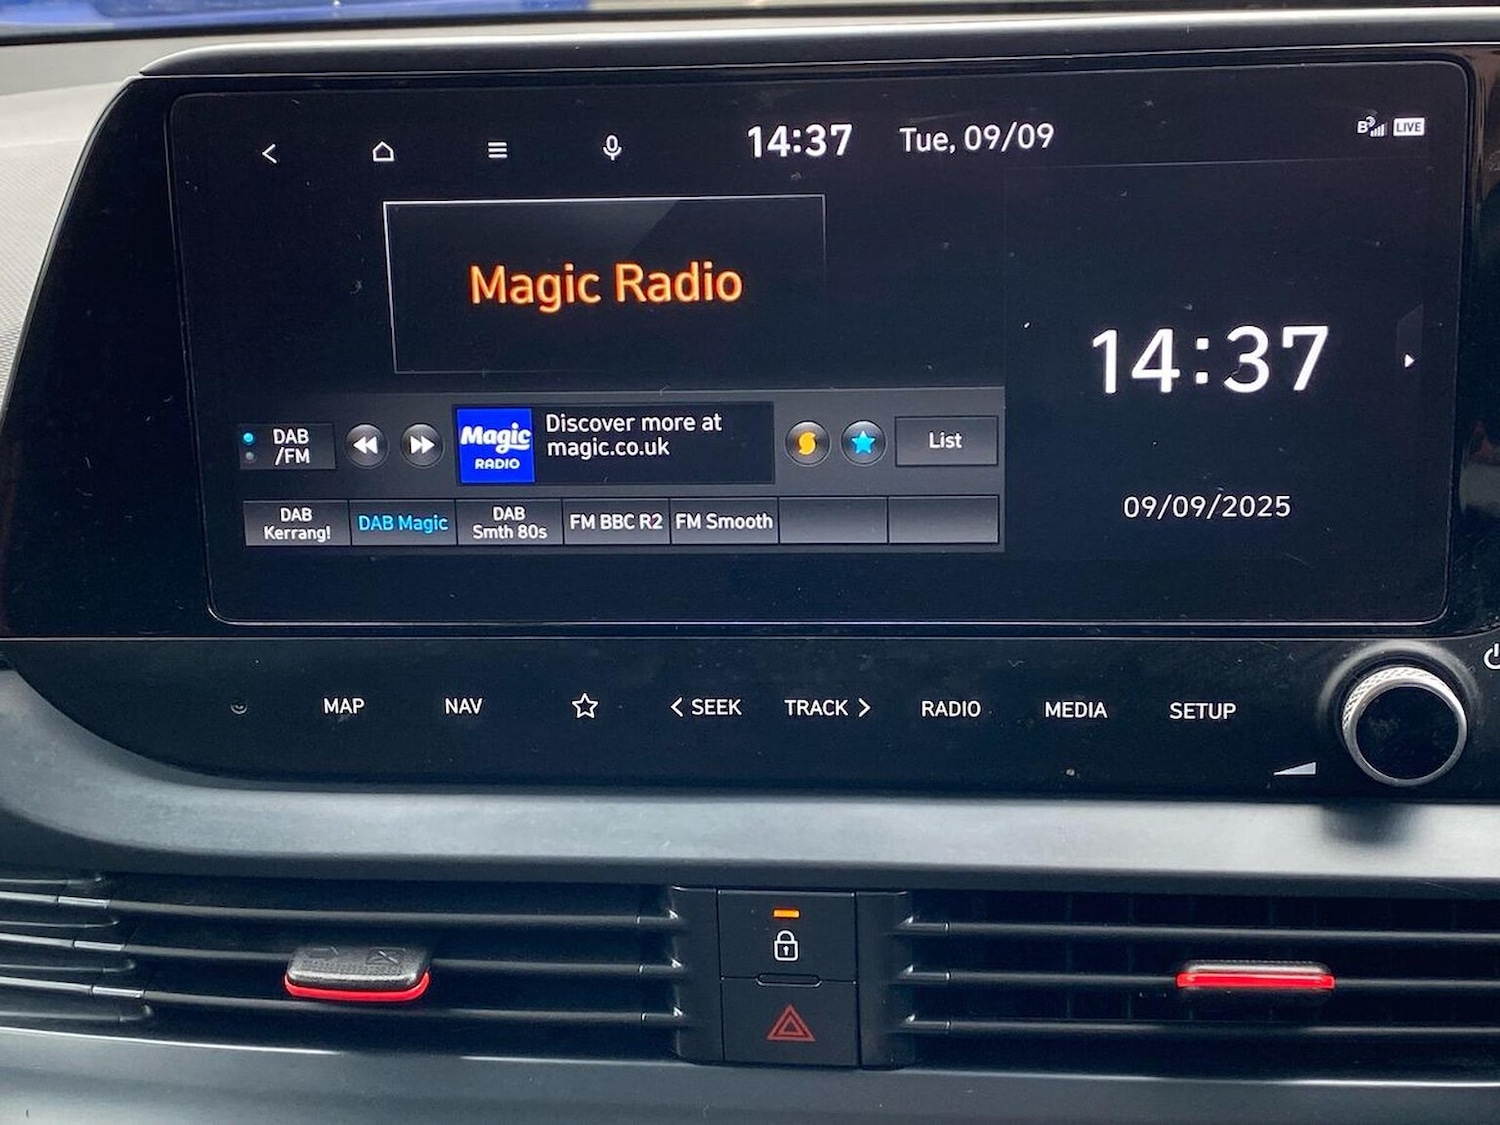 14:37 Tue, 09/09
LIVE
Magic Radio
14:37
DAB
/FM
Magic
RADIO
Discover more at
magic.co.uk
List
09/09/2025
DAB
Kerrang!
DAB Magic
DAB
Smth 80s
FM BBC R2
FM Smooth
MAP
NAV
< SEEK
TRACK >
RADIO
MEDIA
SETUP